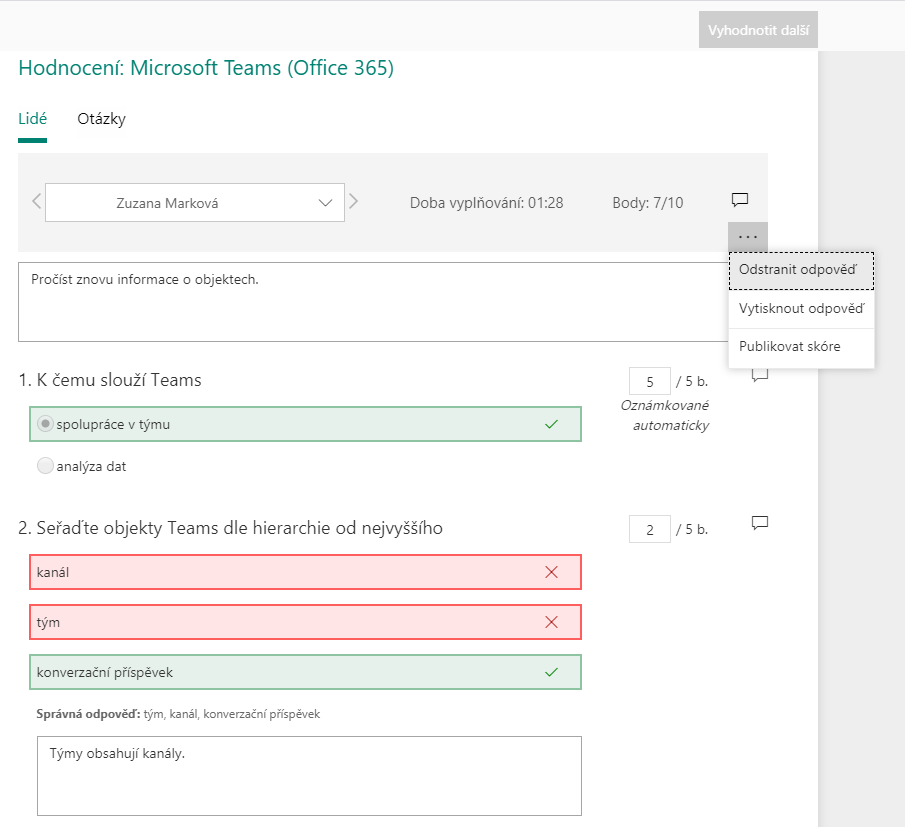 Vyhodnotit další
Hodnocení: Microsoft Teams (Office 365)
Lidé
Otázky
Zuzana Marková
Doba vyplňování: 01:28
Body: 7/10
...
Odstranit odpověď
Vytisknout odpověď
Publikovat skóre
Pročíst znovu informace o objektech.
1. K čemu slouží Teams
5 / 5 b.
Oznámkované
automaticky
spolupráce v týmu
analýza dat
2. Seřaďte objekty Teams dle hierarchie od nejvyššího
2 / 5 b.
kanál
tým
konverzační příspěvek
Správná odpověď: tým, kanál, konverzační příspěvek
Týmy obsahují kanály.